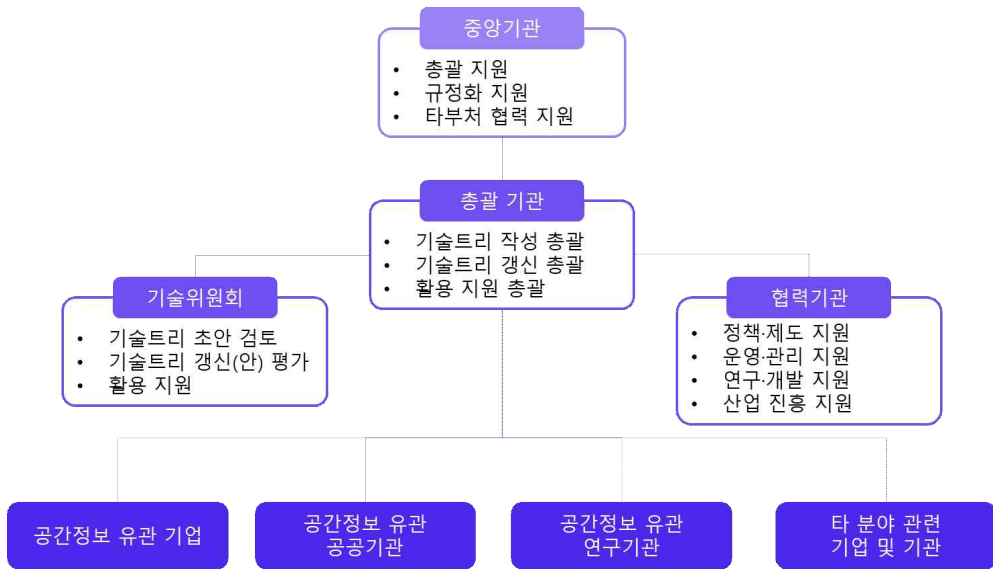 중앙기관
• 총괄 지원
• 규정화 지원
• 타부처 협력 지원
총괄 기관
• 기술트리 작성 총괄
• 기술트리 갱신 총괄
• 활용 지원 총괄
기술위원회
• 기술트리 초안 검토
• 기술트리 갱신(안) 평가
• 활용 지원
협력기관
• 정책·제도 지원
• 운영·관리 지원
• 연구·개발 지원
• 산업 진흥 지원
공간정보 유관 기업
공간정보 유관
공공기관
공간정보 유관
연구기관
타 분야 관련
기업 및 기관